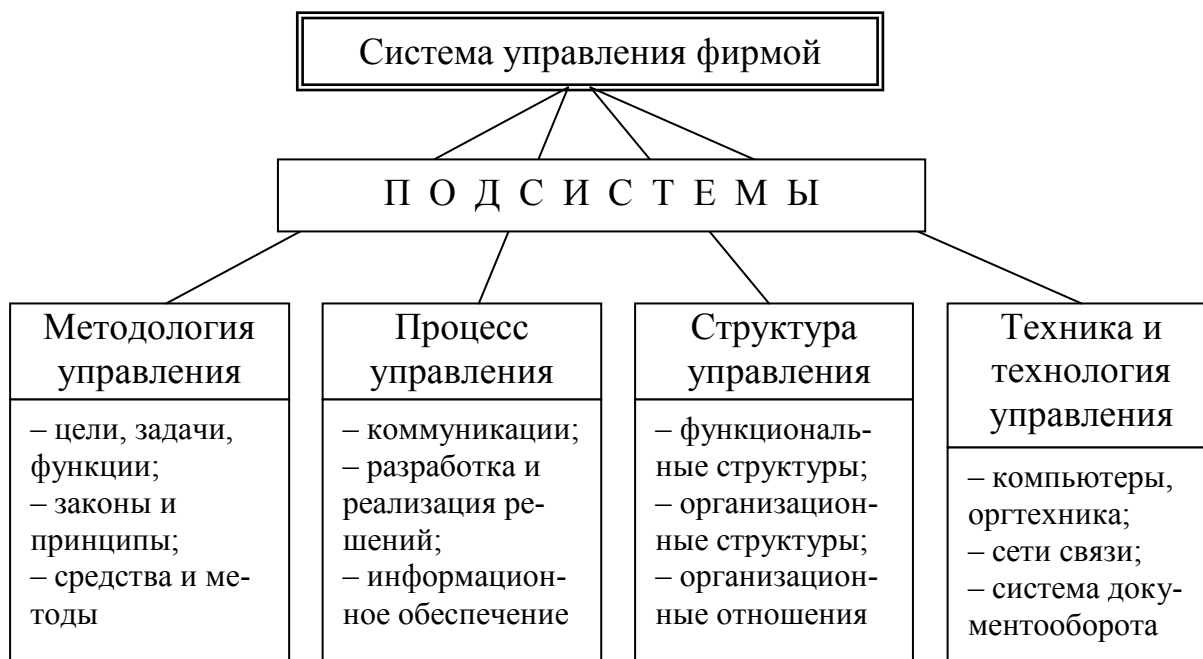 Система управления фирмой
П О Д С И С Т Е М Ы
Методология
управления
– цели, задачи,
функции;
– законы и
принципы;
– средства и ме-
тоды
Процесс
управления
– коммуникации;
– разработка и
реализация ре-
шений;
– информацион-
ное обеспечение
Структура
управления
– функциональ-
ные структуры;
– организацион-
ные структуры;
– организацион-
ные отношения
Техника и
технология
управления
– компьютеры,
оргтехника;
– сети связи;
– система доку-
ментооборота